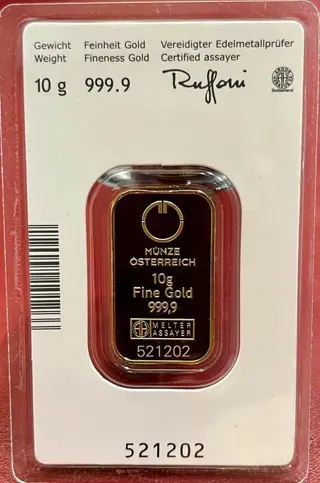 Gewicht Feinheit Gold Vereidigter Edelmetallprüfer
Weight Fineness Gold Certified assayer
10 g 999.9 Ruffoni
MÜNZE
ÖSTERREICH
10g
Fine Gold
999,9
MELTER
ASSAYER
521202
521202